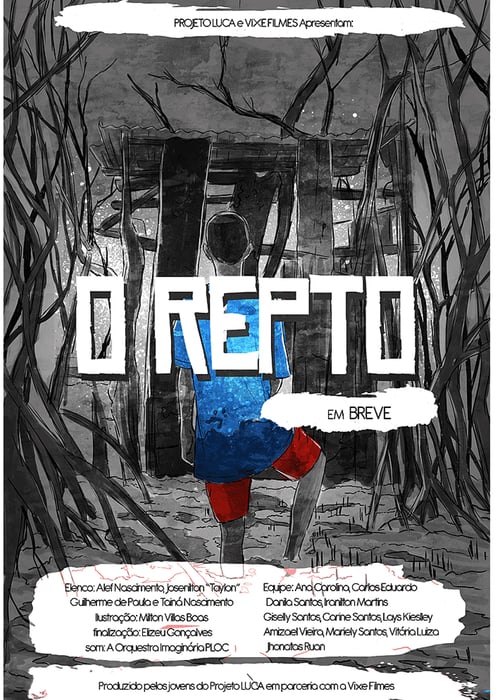 PROJETO LUCA e VIXE FILMES Apresentam:
O REPTO
EM BREVE
Elenco: Alef Nascimento, Josenilton "Taylon",
Guilherme de Paula e Tainá Nascimento
ilustração: Milton Villas Boas
finalização: Elizeu Gonçalves
som: A Orquestra Imaginária PLOC
Equipe: Ana Carolina, Carlos Eduardo
Danila Santos, Iranilton Martins
Giselly Santos, Carine Santos, Lays Kieslley
Amizael Vieira, Mariely Santos, Vitória Luiza
Jhonatas Ruan
Produzido pelos jovens do Projeto LUCA em parceria com a Vixe Filmes